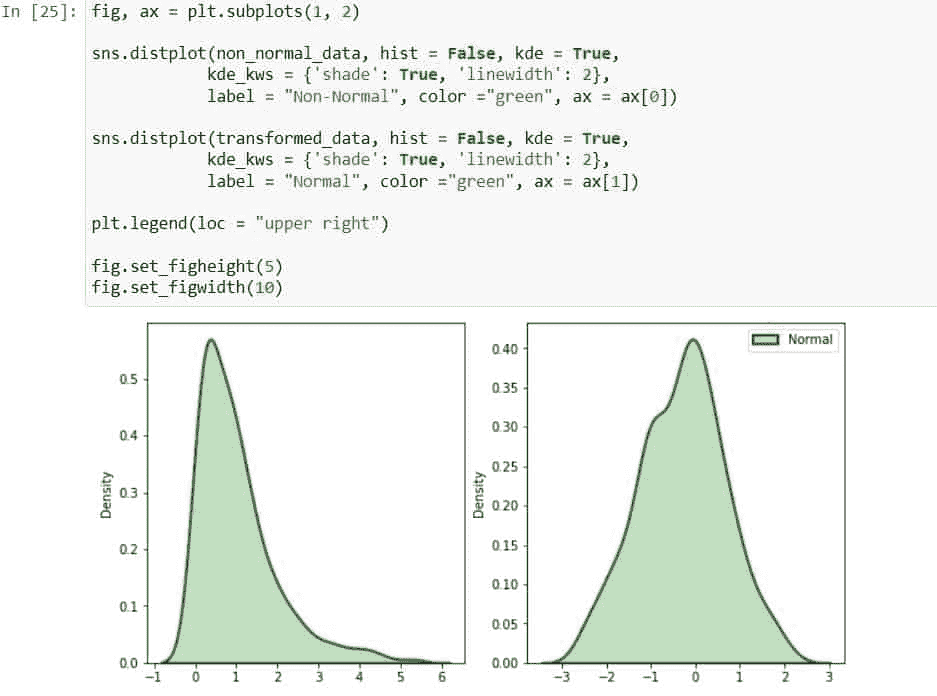 In [25]: fig, ax = plt.subplots(1, 2)
sns.distplot(non_normal_data, hist = False, kde = True,
kde_kws = {'shade': True, 'linewidth': 2},
label = "Non-Normal", color ="green", ax = ax[0])
sns.distplot(transformed_data, hist = False, kde = True,
kde_kws = {'shade': True, 'linewidth': 2},
label = "Normal", color ="green", ax = ax[1])
plt.legend(loc = "upper right")
fig.set_figheight(5)
fig.set_figwidth(10)
Density
0.5
0.4
0.3
0.2
0.1
0.0
−1 0 1 2 3 4 5 6
Normal
Density
0.40
0.35
0.30
0.25
0.20
0.15
0.10
0.05
0.00
−3 −2 −1 0 1 2 3